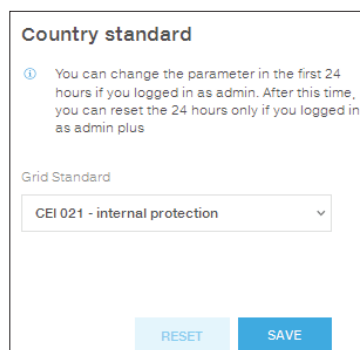 Country standard
You can change the parameter in the first 24
hours if you logged in as admin. After this time,
you can reset the 24 hours only if you logged in
as admin plus
Grid Standard
CEI 021 - internal protection
RESET
SAVE